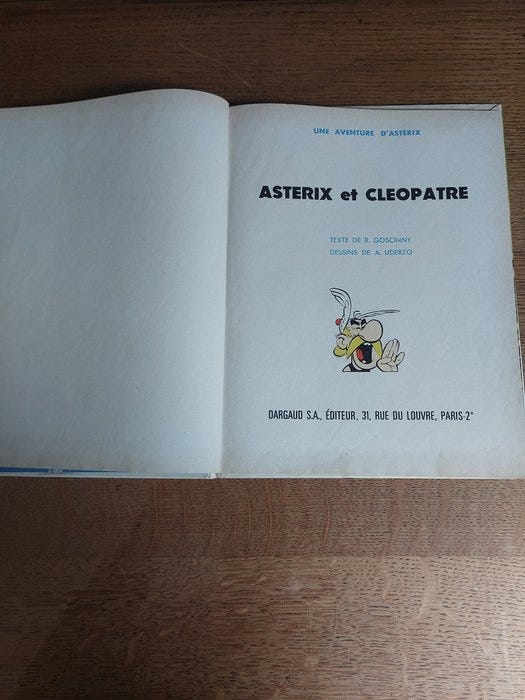 UNE AVENTURE D'ASTÉRIX
ASTERIX et CLEOPATRE
TEXTE DE R. GOSCINNY
DESSINS DE A. UDERZO
DARGAUD S.A., ÉDITEUR, 31, RUE DU LOUVRE, PARIS-2e